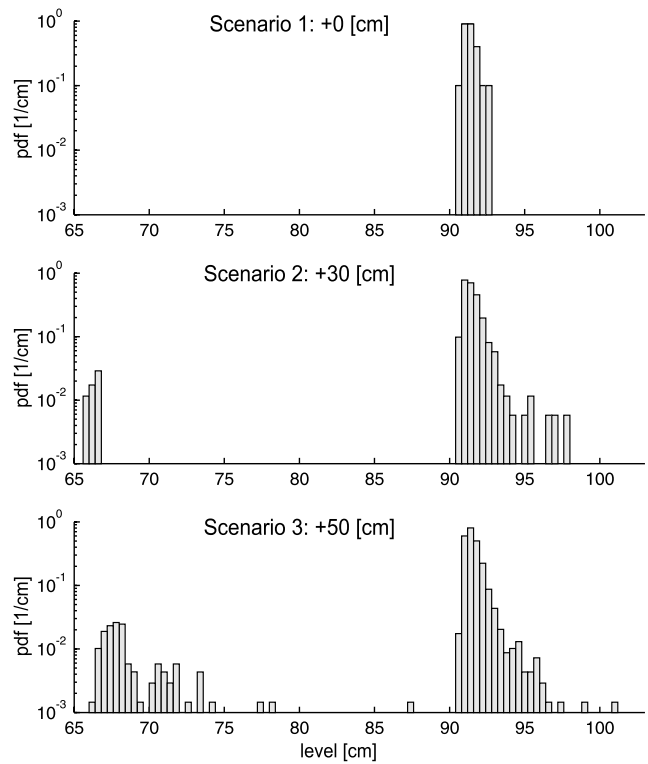 Scenario 1: +0 [cm]
pdf [1/cm]
10^0
10^-1
10^-2
10^-3
65 70 75 80 85 90 95 100
Scenario 2: +30 [cm]
pdf [1/cm]
10^0
10^-1
10^-2
10^-3
65 70 75 80 85 90 95 100
Scenario 3: +50 [cm]
pdf [1/cm]
10^0
10^-1
10^-2
10^-3
65 70 75 80 85 90 95 100
level [cm]